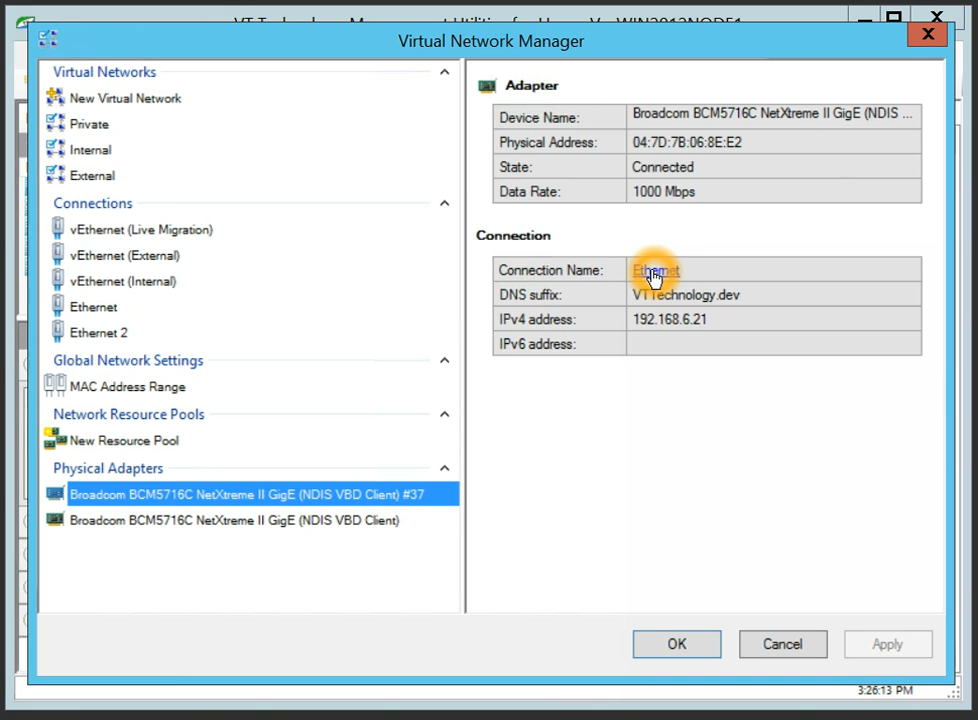 Virtual Network Manager
X
Virtual Networks
New Virtual Network
Private
Internal
External
Connections
vEthernet (Live Migration)
vEthernet (External)
vEthernet (Internal)
Ethernet
Ethernet 2
Global Network Settings
MAC Address Range
Network Resource Pools
New Resource Pool
Physical Adapters
Broadcom BCM5716C NetXtreme II GigE (NDIS VBD Client) #37
Broadcom BCM5716C NetXtreme II GigE (NDIS VBD Client)
Adapter
Device Name: Broadcom BCM5716C NetXtreme II GigE (NDIS ...
Physical Address: 04:7D:7B:06:8E:E2
State: Connected
Data Rate: 1000 Mbps
Connection
Connection Name: Ethernet
DNS suffix: VTTechnology.dev
IPv4 address: 192.168.6.21
IPv6 address:
OK Cancel Apply
3:26:13 PM